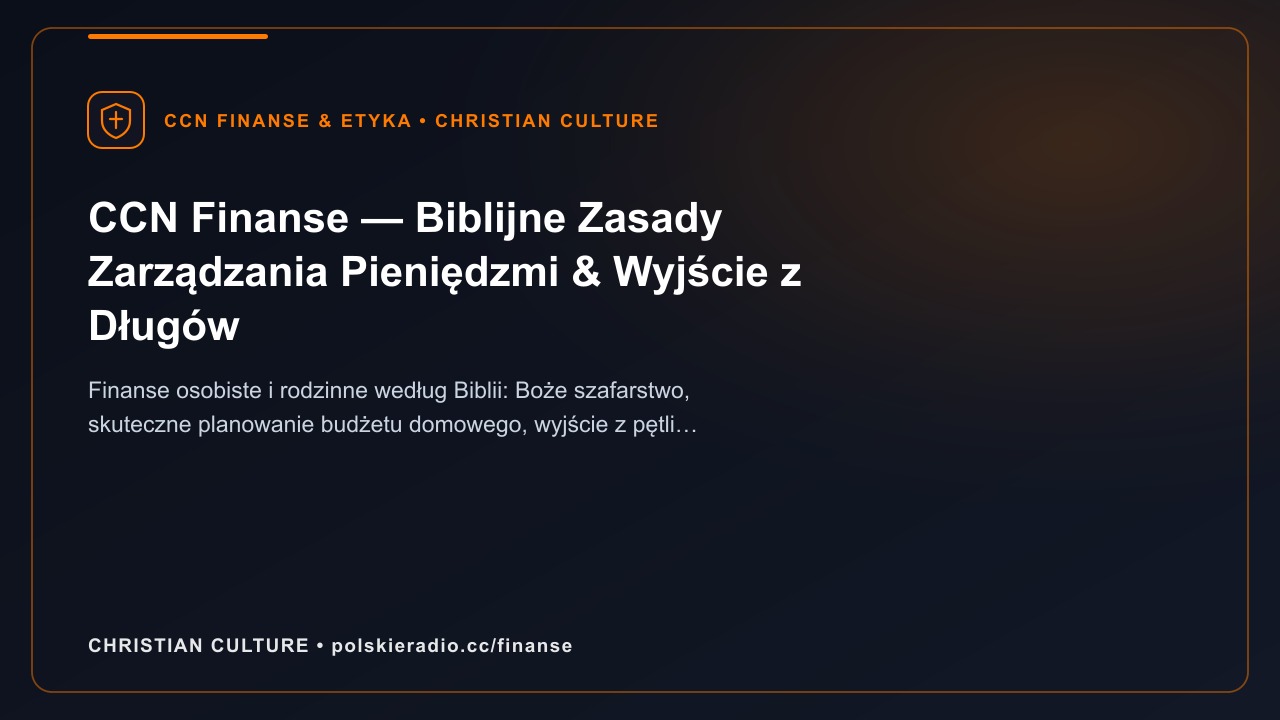 CCN FINANSE & ETYKA • CHRISTIAN CULTURE
CCN Finanse — Biblijne Zasady
Zarządzania Pieniędzmi & Wyjście z
Długów
Finanse osobiste i rodzinne według Biblii: Boże szafarstwo,
skuteczne planowanie budżetu domowego, wyjście z pętli…
CHRISTIAN CULTURE • polskieradio.cc/finanse